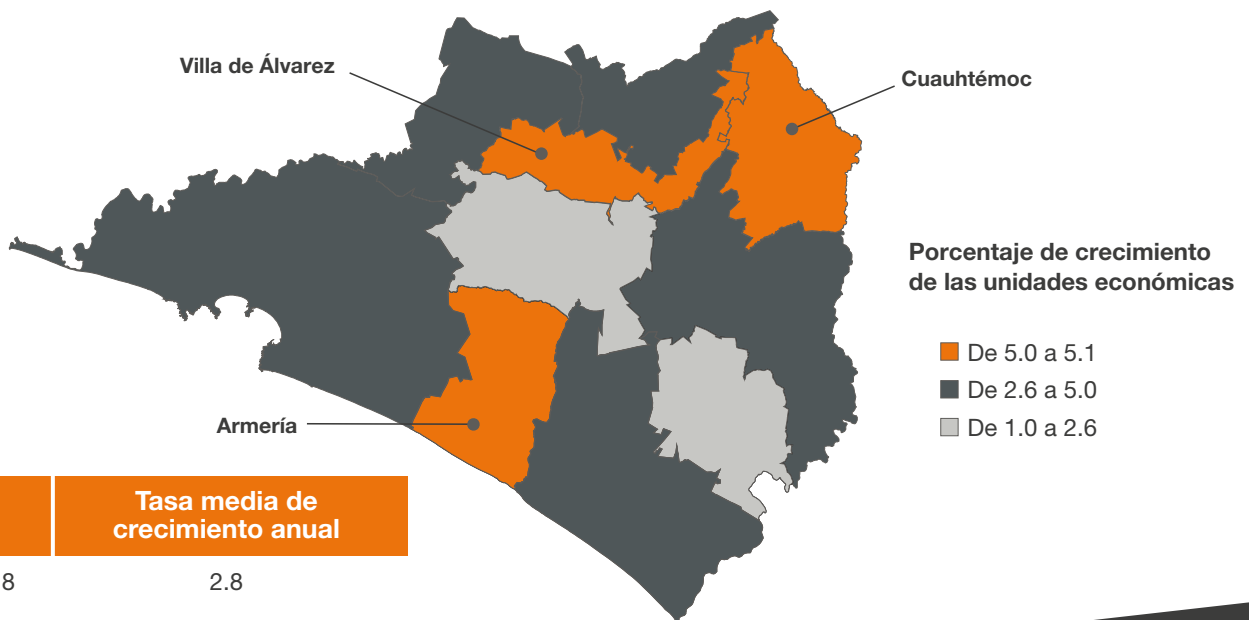 Villa de Álvarez
Cuauhtémoc
Porcentaje de crecimiento
de las unidades económicas
De 5.0 a 5.1
De 2.6 a 5.0
De 1.0 a 2.6
Armería
Tasa media de
crecimiento anual
8
2.8